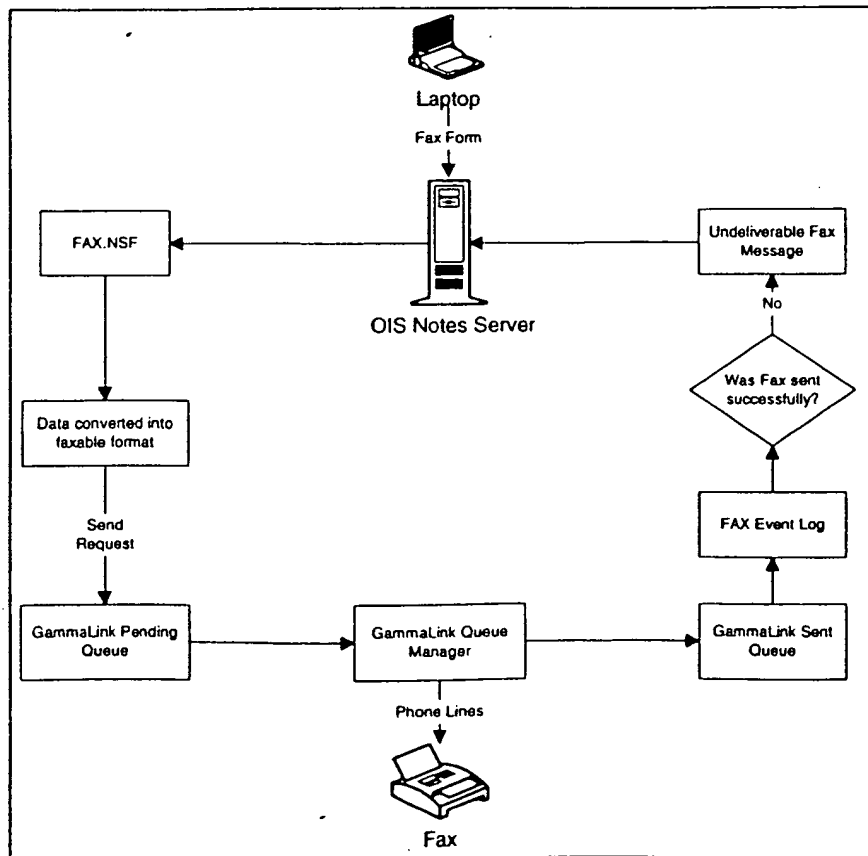 Laptop
Fax Form
OIS Notes Server
FAX.NSF
Undeliverable Fax
Message
No
Was Fax sent
successfully?
Data converted into
faxable format
Send
Request
FAX Event Log
GammaLink Pending
Queue
GammaLink Queue
Manager
GammaLink Sent
Queue
Phone Lines
Fax